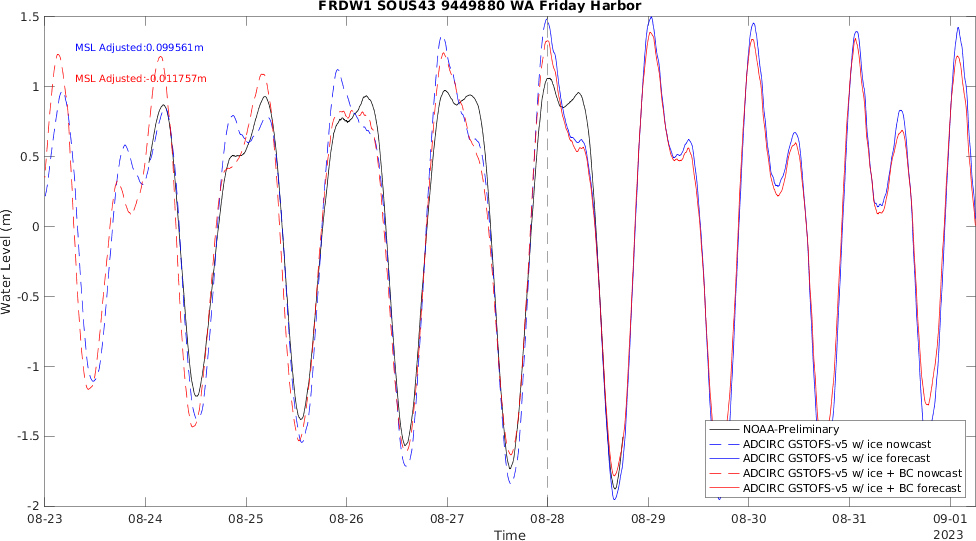 FRDW1 SOUS43 9449880 WA Friday Harbor
MSL Adjusted:0.099561m
MSL Adjusted:-0.011757m
Water Level (m)
1.5
1
0.5
0
-0.5
-1
-1.5
-2
NOAA-Preliminary
ADCIRC GSTOFS-v5 w/ ice nowcast
ADCIRC GSTOFS-v5 w/ ice forecast
ADCIRC GSTOFS-v5 w/ ice + BC nowcast
ADCIRC GSTOFS-v5 w/ ice + BC forecast
08-23 08-24 08-25 08-26 08-27 08-28 08-29 08-30 08-31 09-01
2023
Time